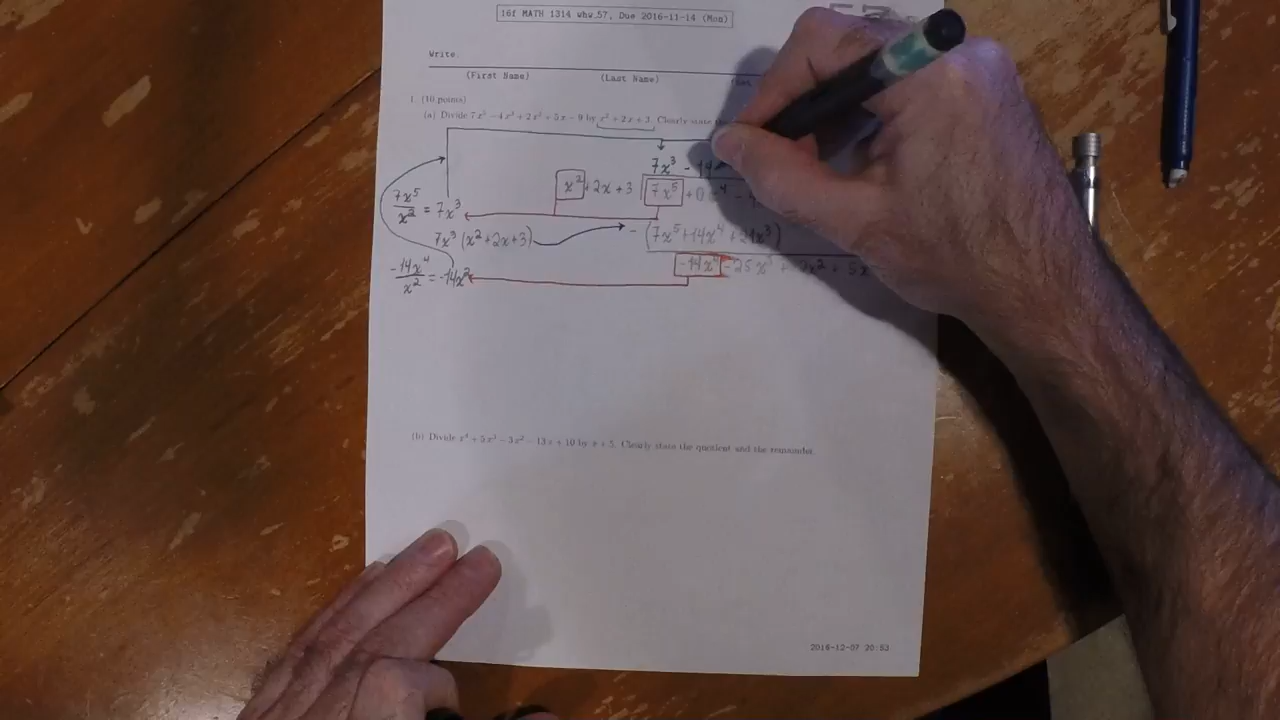 16f MATH 1314 whw.57, Due 2016-11-14 (Mon)
Write
(First Name) (Last Name)
1. (10 points)
(a) Divide 7x⁵ − 4x³ + 2x² + 5x − 9 by x² + 2x + 3. Clearly state
7x³ - 14
x² + 2x + 3 7x⁵ + 0
7x⁵/x² = 7x³
7x³ (x² + 2x + 3) - (7x⁵ + 14x⁴ + 21x³)
-14x⁴ - 25x³ + 2x² + 5x
-14x⁴/x² = -14x²
(b) Divide x⁴ + 5x³ − 3x² − 13x + 10 by x + 5. Clearly state the quotient and the remainder.
2016-12-07 20:53